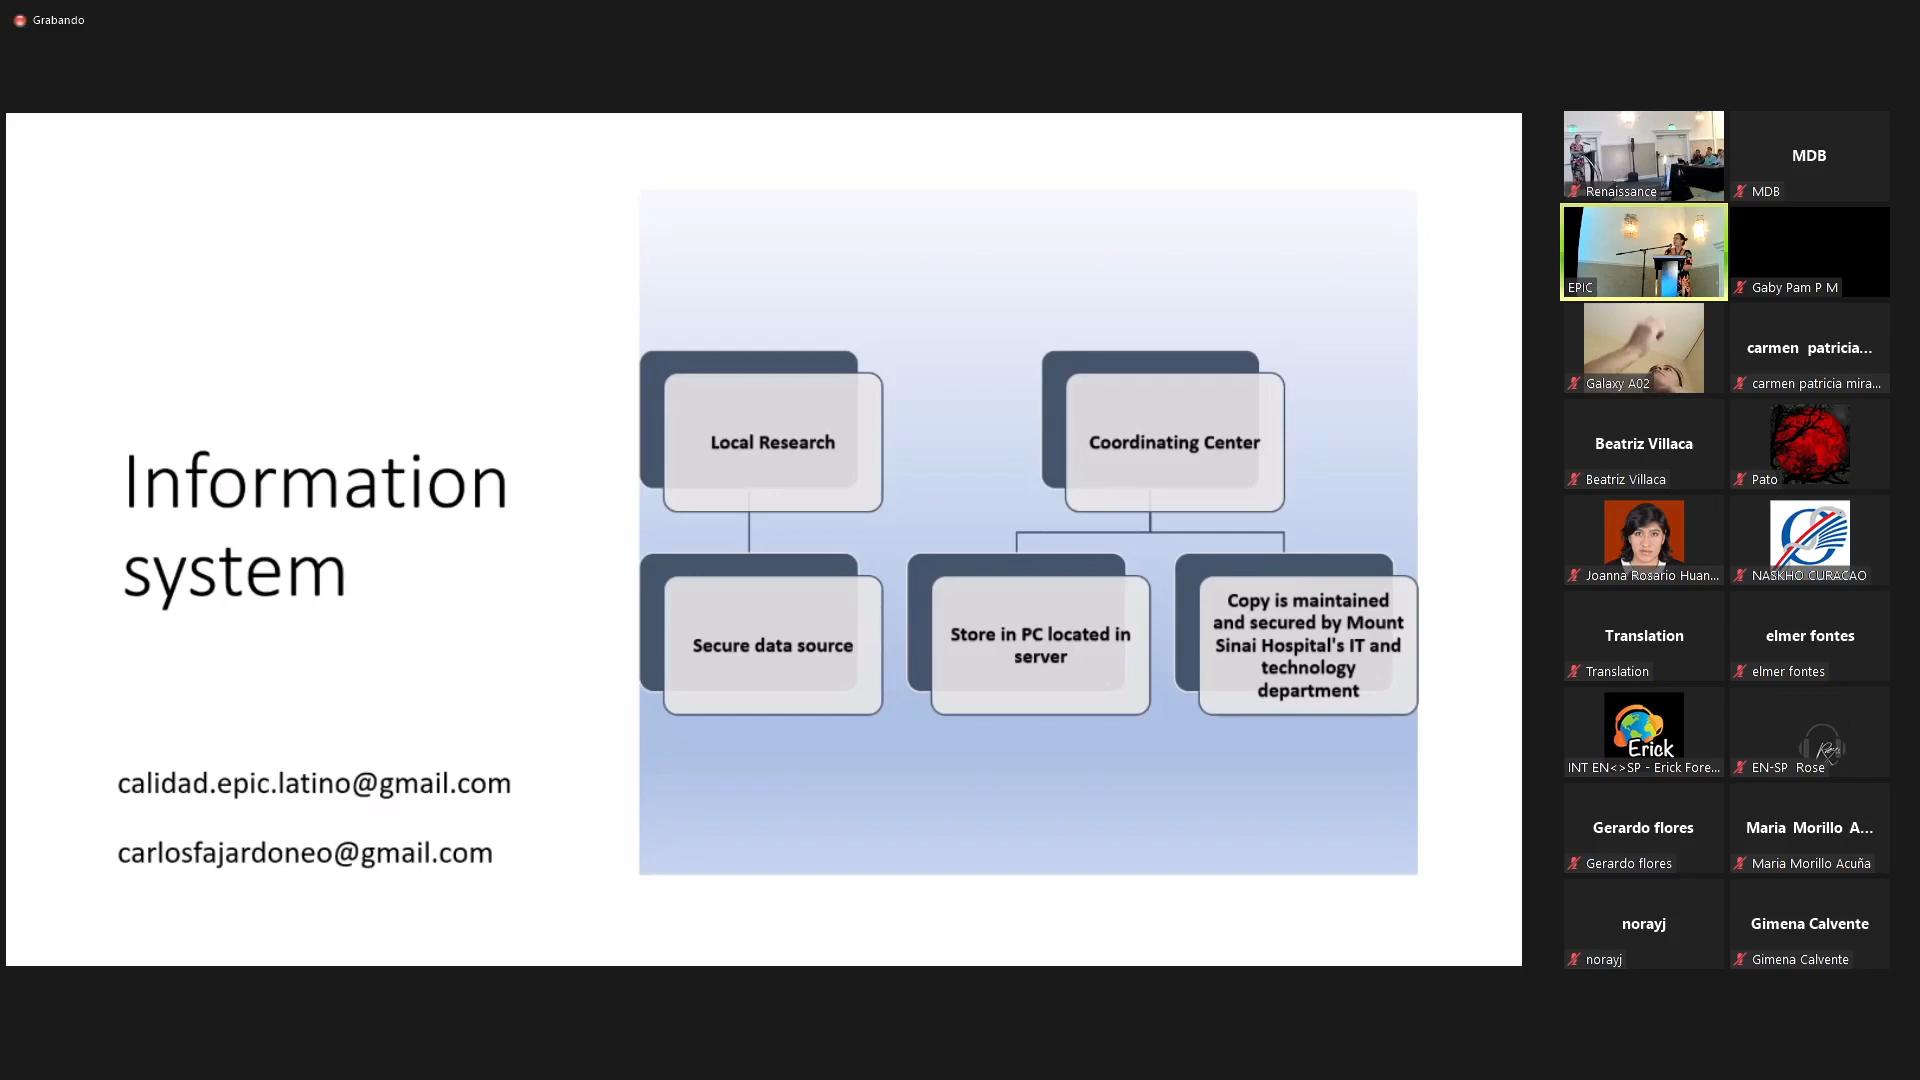 Grabando
Information
system
calidad.epic.latino@gmail.com
carlosfajardoneo@gmail.com
Local Research
Coordinating Center
Secure data source
Store in PC located in
server
Copy is maintained
and secured by Mount
Sinai Hospital's IT and
technology
department
Renaissance
MDB
MDB
EPIC
Gaby Pam P M
Galaxy A02
carmen patricia...
carmen patricia mira...
Beatriz Villaca
Beatriz Villaca
Pato
Joanna Rosario Huan...
NASKHO CURACAO
Translation
Translation
elmer fontes
elmer fontes
Erick
INT EN<>SP - Erick Fore...
EN-SP Rose
Gerardo flores
Gerardo flores
Maria Morillo A...
Maria Morillo Acuña
norayj
norayj
Gimena Calvente
Gimena Calvente